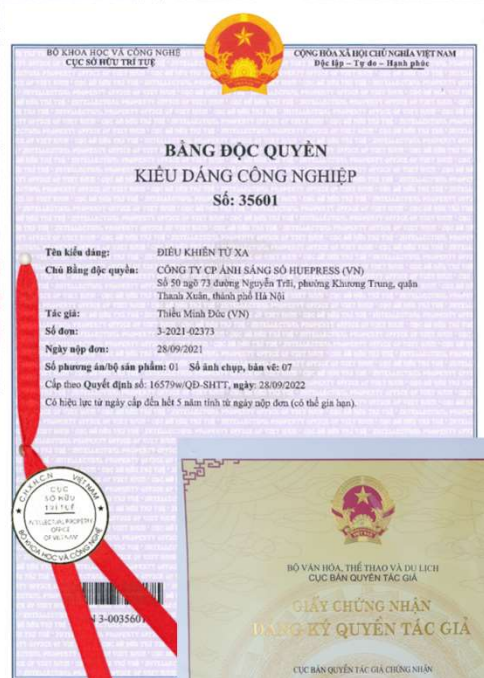 BỘ KHOA HỌC VÀ CÔNG NGHỆ
CỤC SỞ HỮU TRÍ TUỆ
CỘNG HÒA XÃ HỘI CHỦ NGHĨA VIỆT NAM
Độc lập – Tự do – Hạnh phúc
BẰNG ĐỘC QUYỀN
KIỂU DÁNG CÔNG NGHIỆP
Số: 35601
Tên kiểu dáng: ĐIỀU KHIỂN TỪ XA
Chủ Bằng độc quyền: CÔNG TY CP ÁNH SÁNG SỐ HUEPRESS (VN)
Số 50 ngõ 73 đường Nguyễn Trãi, phường Khương Trung, quận
Thanh Xuân, thành phố Hà Nội
Tác giả: Thiều Minh Đức (VN)
Số đơn: 3-2021-02373
Ngày nộp đơn: 28/09/2021
Số phương án/bộ sản phẩm: 01 Số ảnh chụp, bản vẽ: 07
Cấp theo Quyết định số: 16579w/QĐ-SHTT, ngày: 28/09/2022
Có hiệu lực từ ngày cấp đến hết 5 năm tính từ ngày nộp đơn (có thể gia hạn).
C.H.X.H.C.N VIỆT NAM
CỤC
SỞ HỮU
TRÍ TUỆ
INTELLECTUAL PROPERTY
OFFICE
OF VIETNAM
BỘ KHOA HỌC VÀ CÔNG NGHỆ
N 3-003560
BỘ VĂN HÓA, THỂ THAO VÀ DU LỊCH
CỤC BẢN QUYỀN TÁC GIẢ
GIẤY CHỨNG NHẬN
ĐĂNG KÝ QUYỀN TÁC GIẢ
CỤC BẢN QUYỀN TÁC GIẢ CHỨNG NHẬN